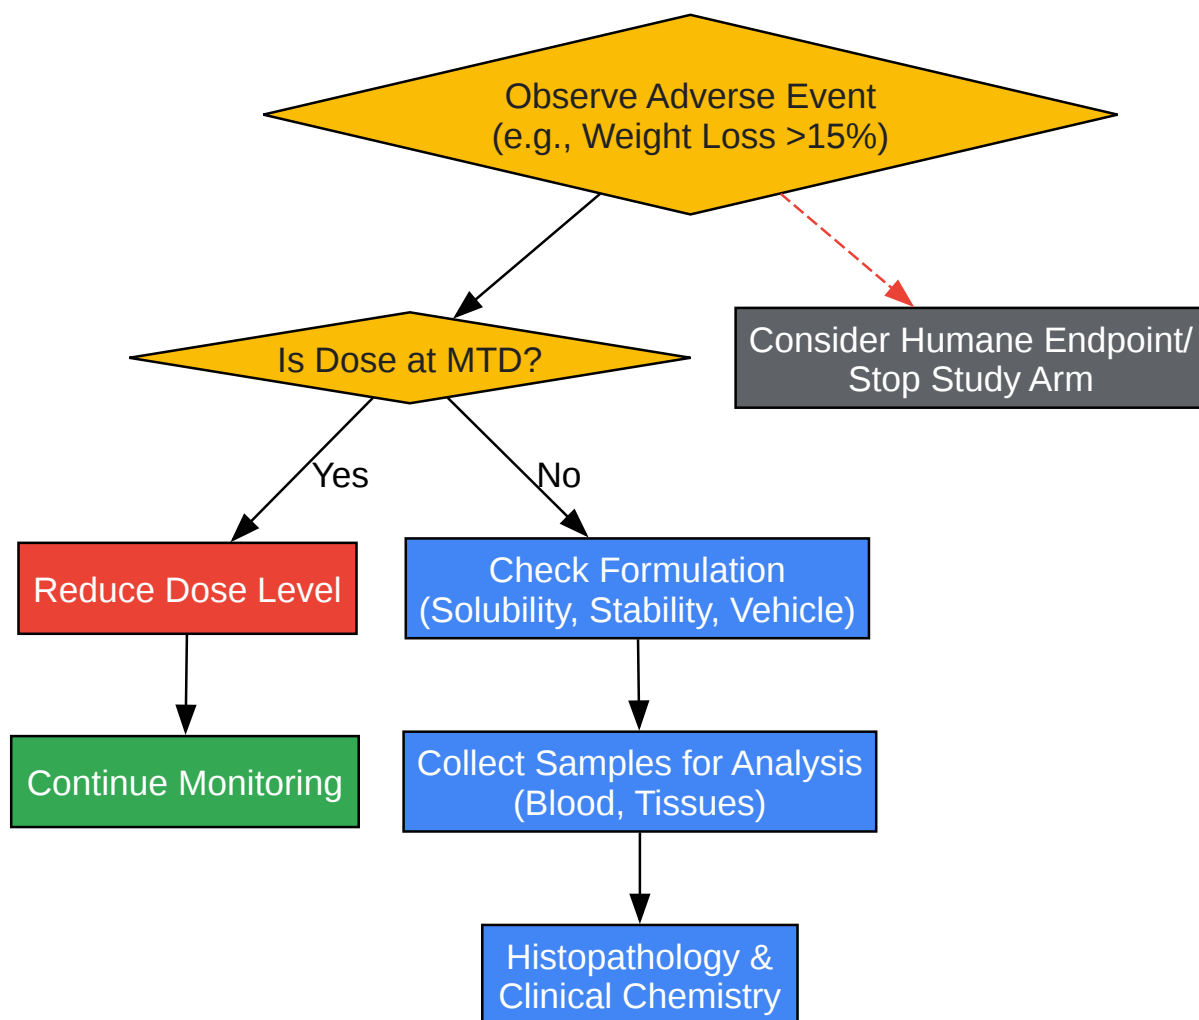 Observe Adverse Event
(e.g., Weight Loss >15%)
Is Dose at MTD?
Consider Humane Endpoint/
Stop Study Arm
Yes
No
Reduce Dose Level
Check Formulation
(Solubility, Stability, Vehicle)
Continue Monitoring
Collect Samples for Analysis
(Blood, Tissues)
Histopathology &
Clinical Chemistry